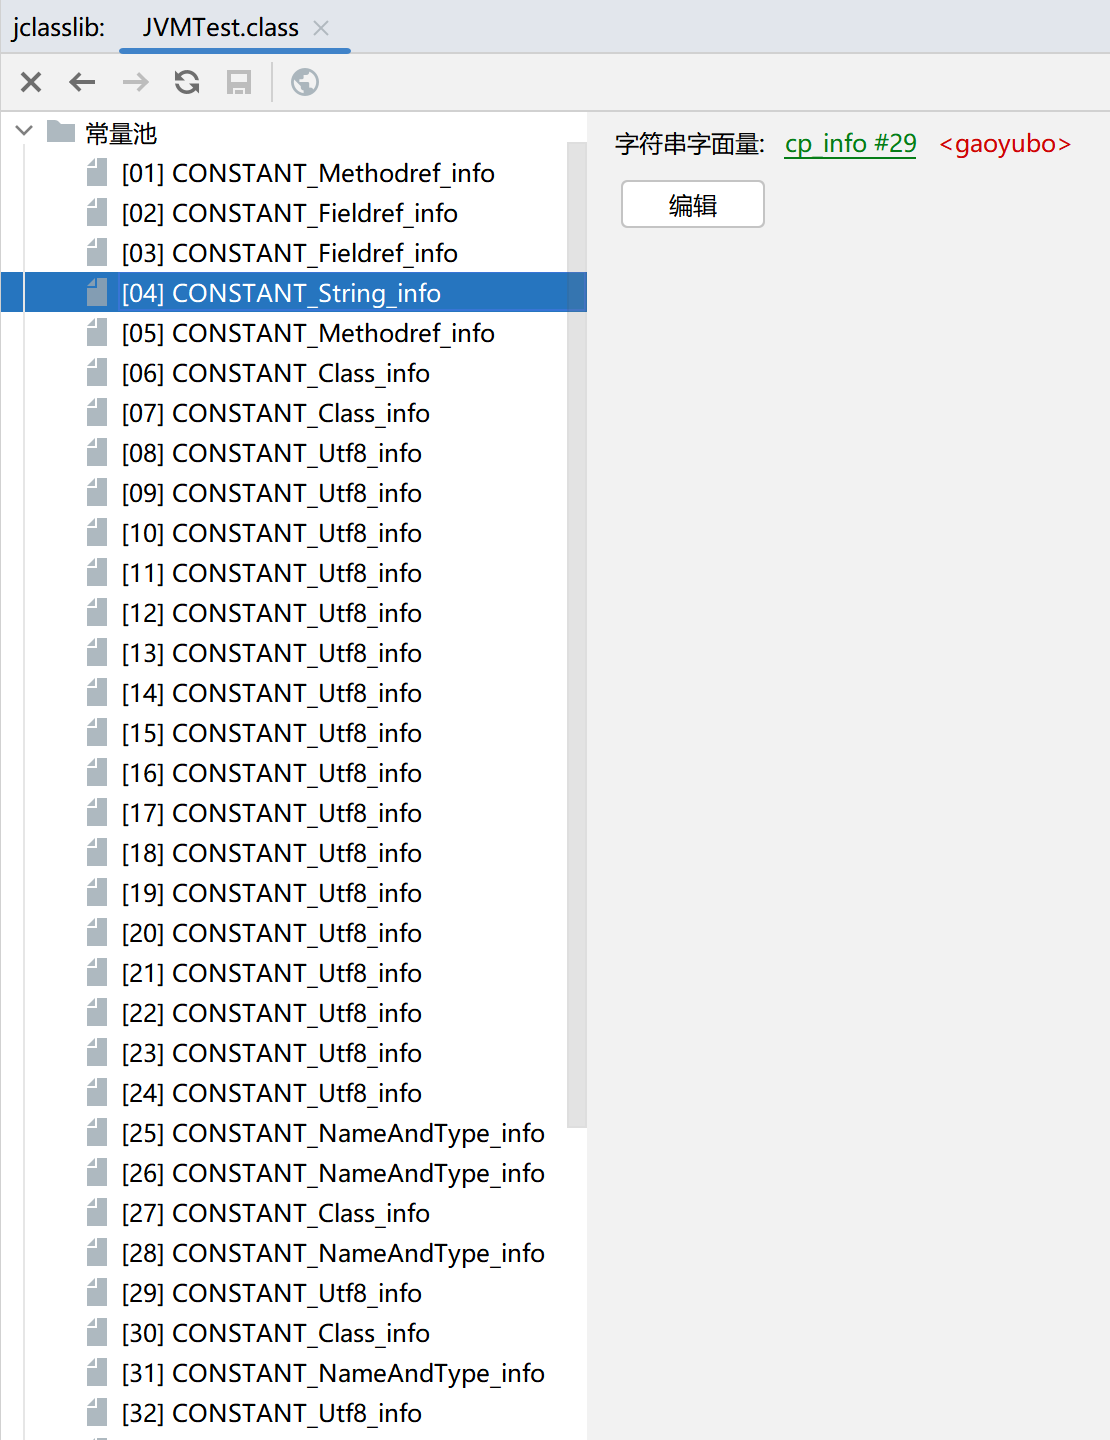 jclasslib: JVMTest.class
常量池
[01] CONSTANT_Methodref_info
[02] CONSTANT_Fieldref_info
[03] CONSTANT_Fieldref_info
[04] CONSTANT_String_info
[05] CONSTANT_Methodref_info
[06] CONSTANT_Class_info
[07] CONSTANT_Class_info
[08] CONSTANT_Utf8_info
[09] CONSTANT_Utf8_info
[10] CONSTANT_Utf8_info
[11] CONSTANT_Utf8_info
[12] CONSTANT_Utf8_info
[13] CONSTANT_Utf8_info
[14] CONSTANT_Utf8_info
[15] CONSTANT_Utf8_info
[16] CONSTANT_Utf8_info
[17] CONSTANT_Utf8_info
[18] CONSTANT_Utf8_info
[19] CONSTANT_Utf8_info
[20] CONSTANT_Utf8_info
[21] CONSTANT_Utf8_info
[22] CONSTANT_Utf8_info
[23] CONSTANT_Utf8_info
[24] CONSTANT_Utf8_info
[25] CONSTANT_NameAndType_info
[26] CONSTANT_NameAndType_info
[27] CONSTANT_Class_info
[28] CONSTANT_NameAndType_info
[29] CONSTANT_Utf8_info
[30] CONSTANT_Class_info
[31] CONSTANT_NameAndType_info
[32] CONSTANT_Utf8_info
字符串字面量: cp_info #29 <gaoyubo>
编辑